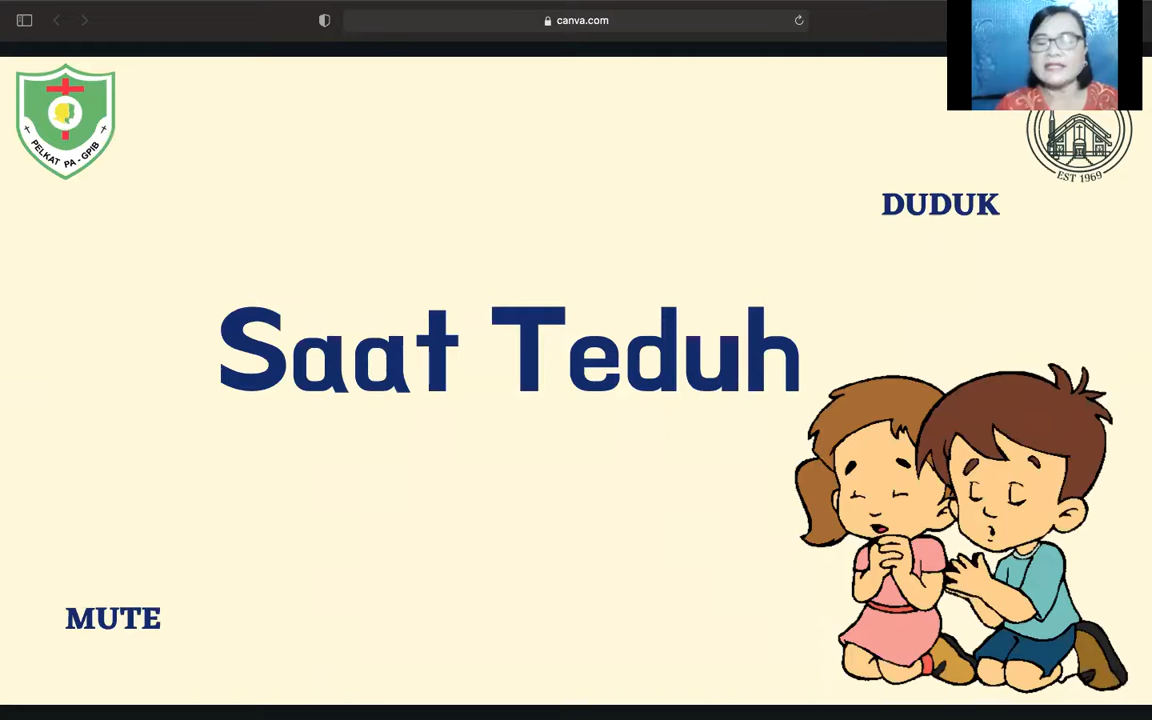 canva.com
PELKAT PA - GPIB
EST 1969
DUDUK
Saat Teduh
MUTE